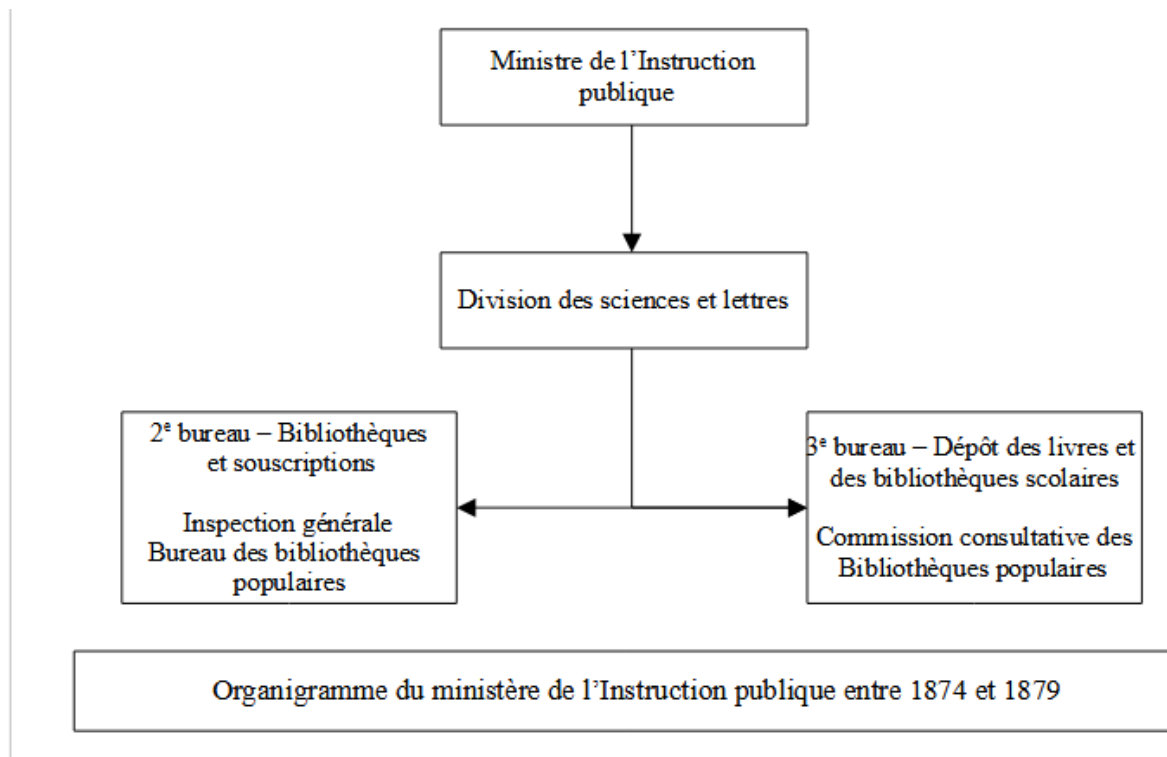 Ministre de l’Instruction
publique
Division des sciences et lettres
2ᵉ bureau – Bibliothèques
et souscriptions
Inspection générale
Bureau des bibliothèques
populaires
3ᵉ bureau – Dépôt des livres et
des bibliothèques scolaires
Commission consultative des
Bibliothèques populaires
Organigramme du ministère de l’Instruction publique entre 1874 et 1879